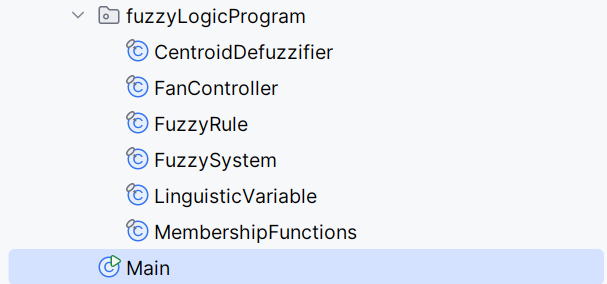 fuzzyLogicProgram
CentroidDefuzzifier
FanController
FuzzyRule
FuzzySystem
LinguisticVariable
MembershipFunctions
Main